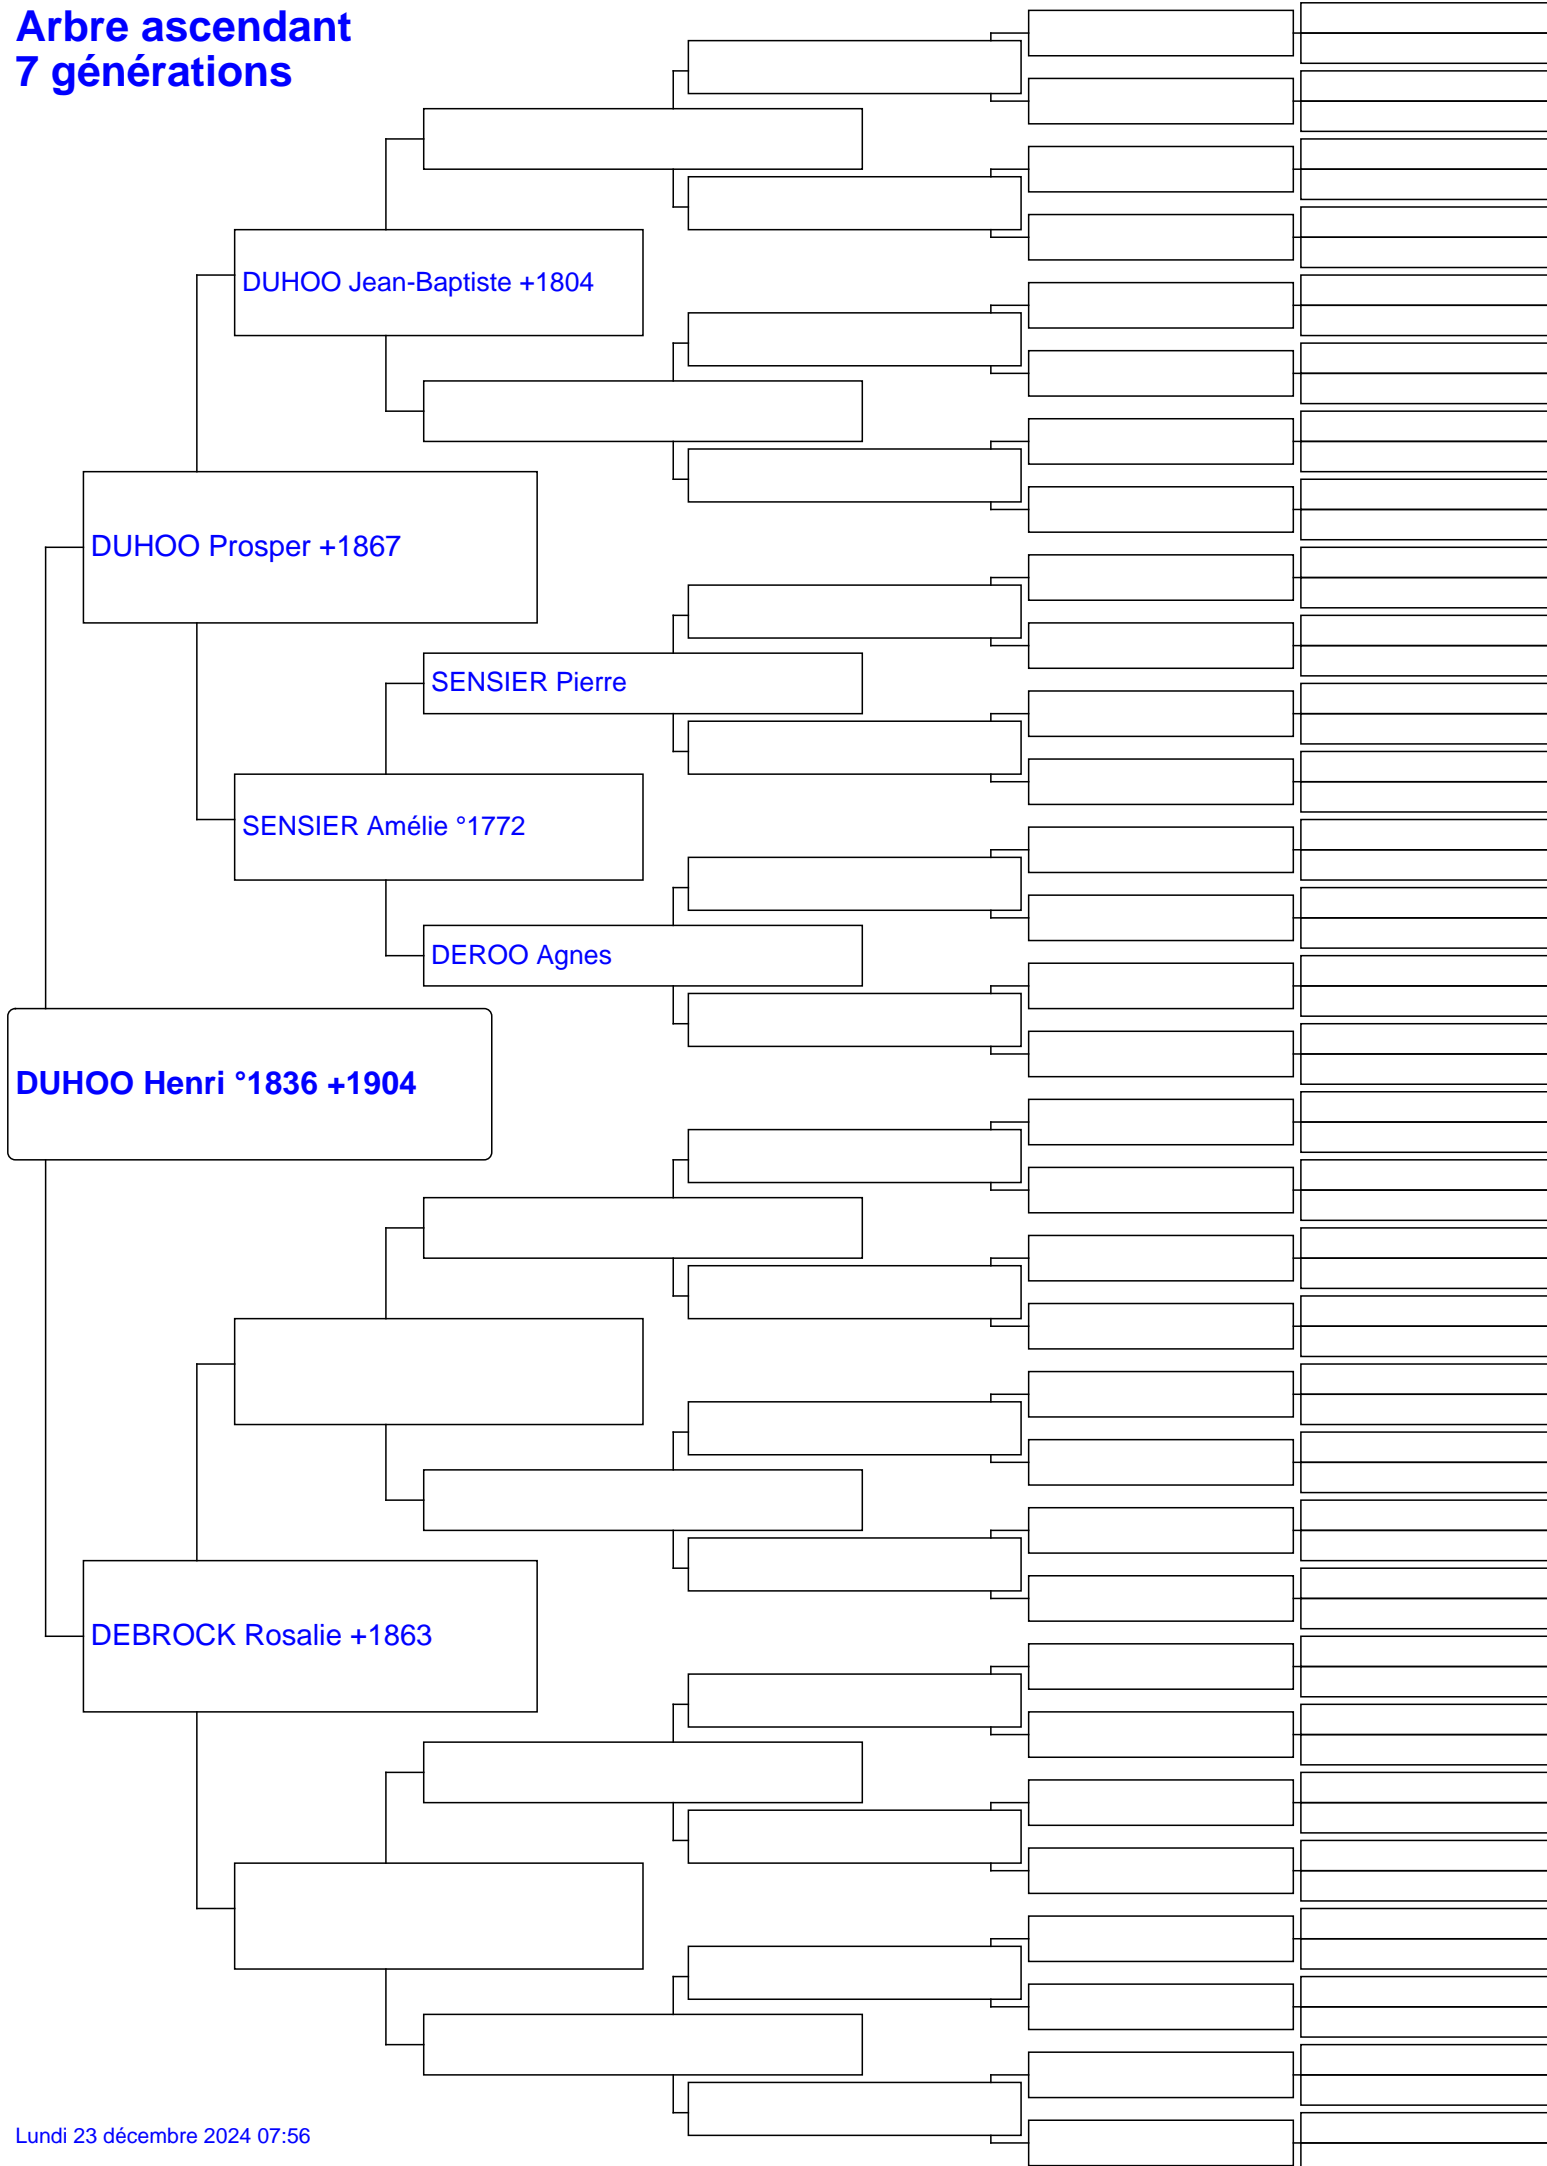 Arbre ascendant
7 générations
DUHOO Jean-Baptiste +1804
DUHOO Prosper +1867
SENSIER Pierre
SENSIER Amélie °1772
DEROO Agnes
DUHOO Henri °1836 +1904
DEBROCK Rosalie +1863
Lundi 23 décembre 2024 07:56